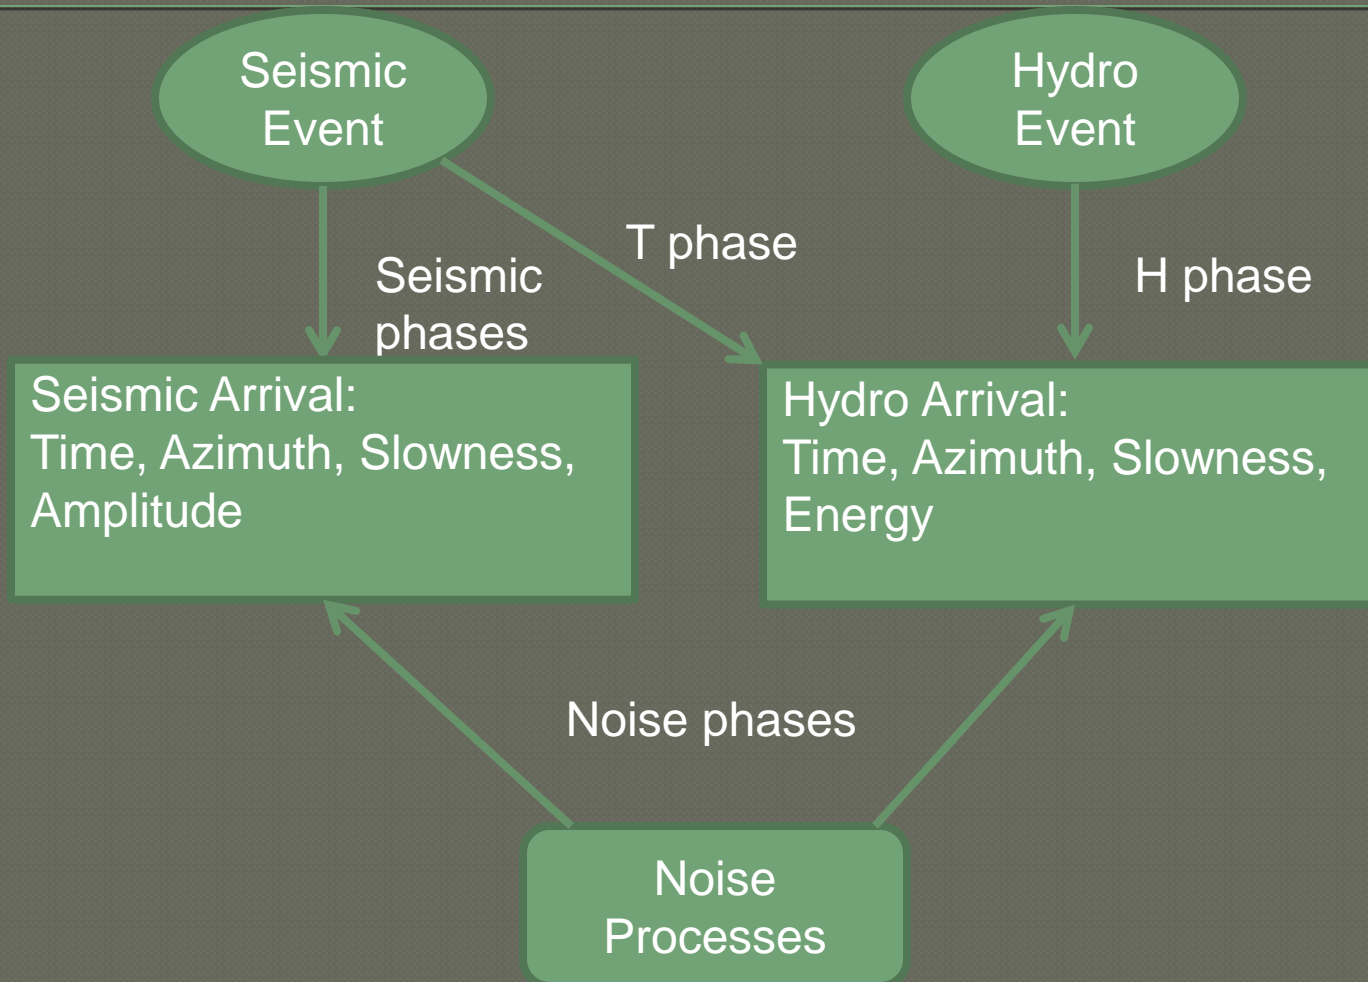 Seismic
Event
Hydro
Event
T phase
Seismic
phases
H phase
Seismic Arrival:
Time, Azimuth, Slowness,
Amplitude
Hydro Arrival:
Time, Azimuth, Slowness,
Energy
Noise phases
Noise
Processes